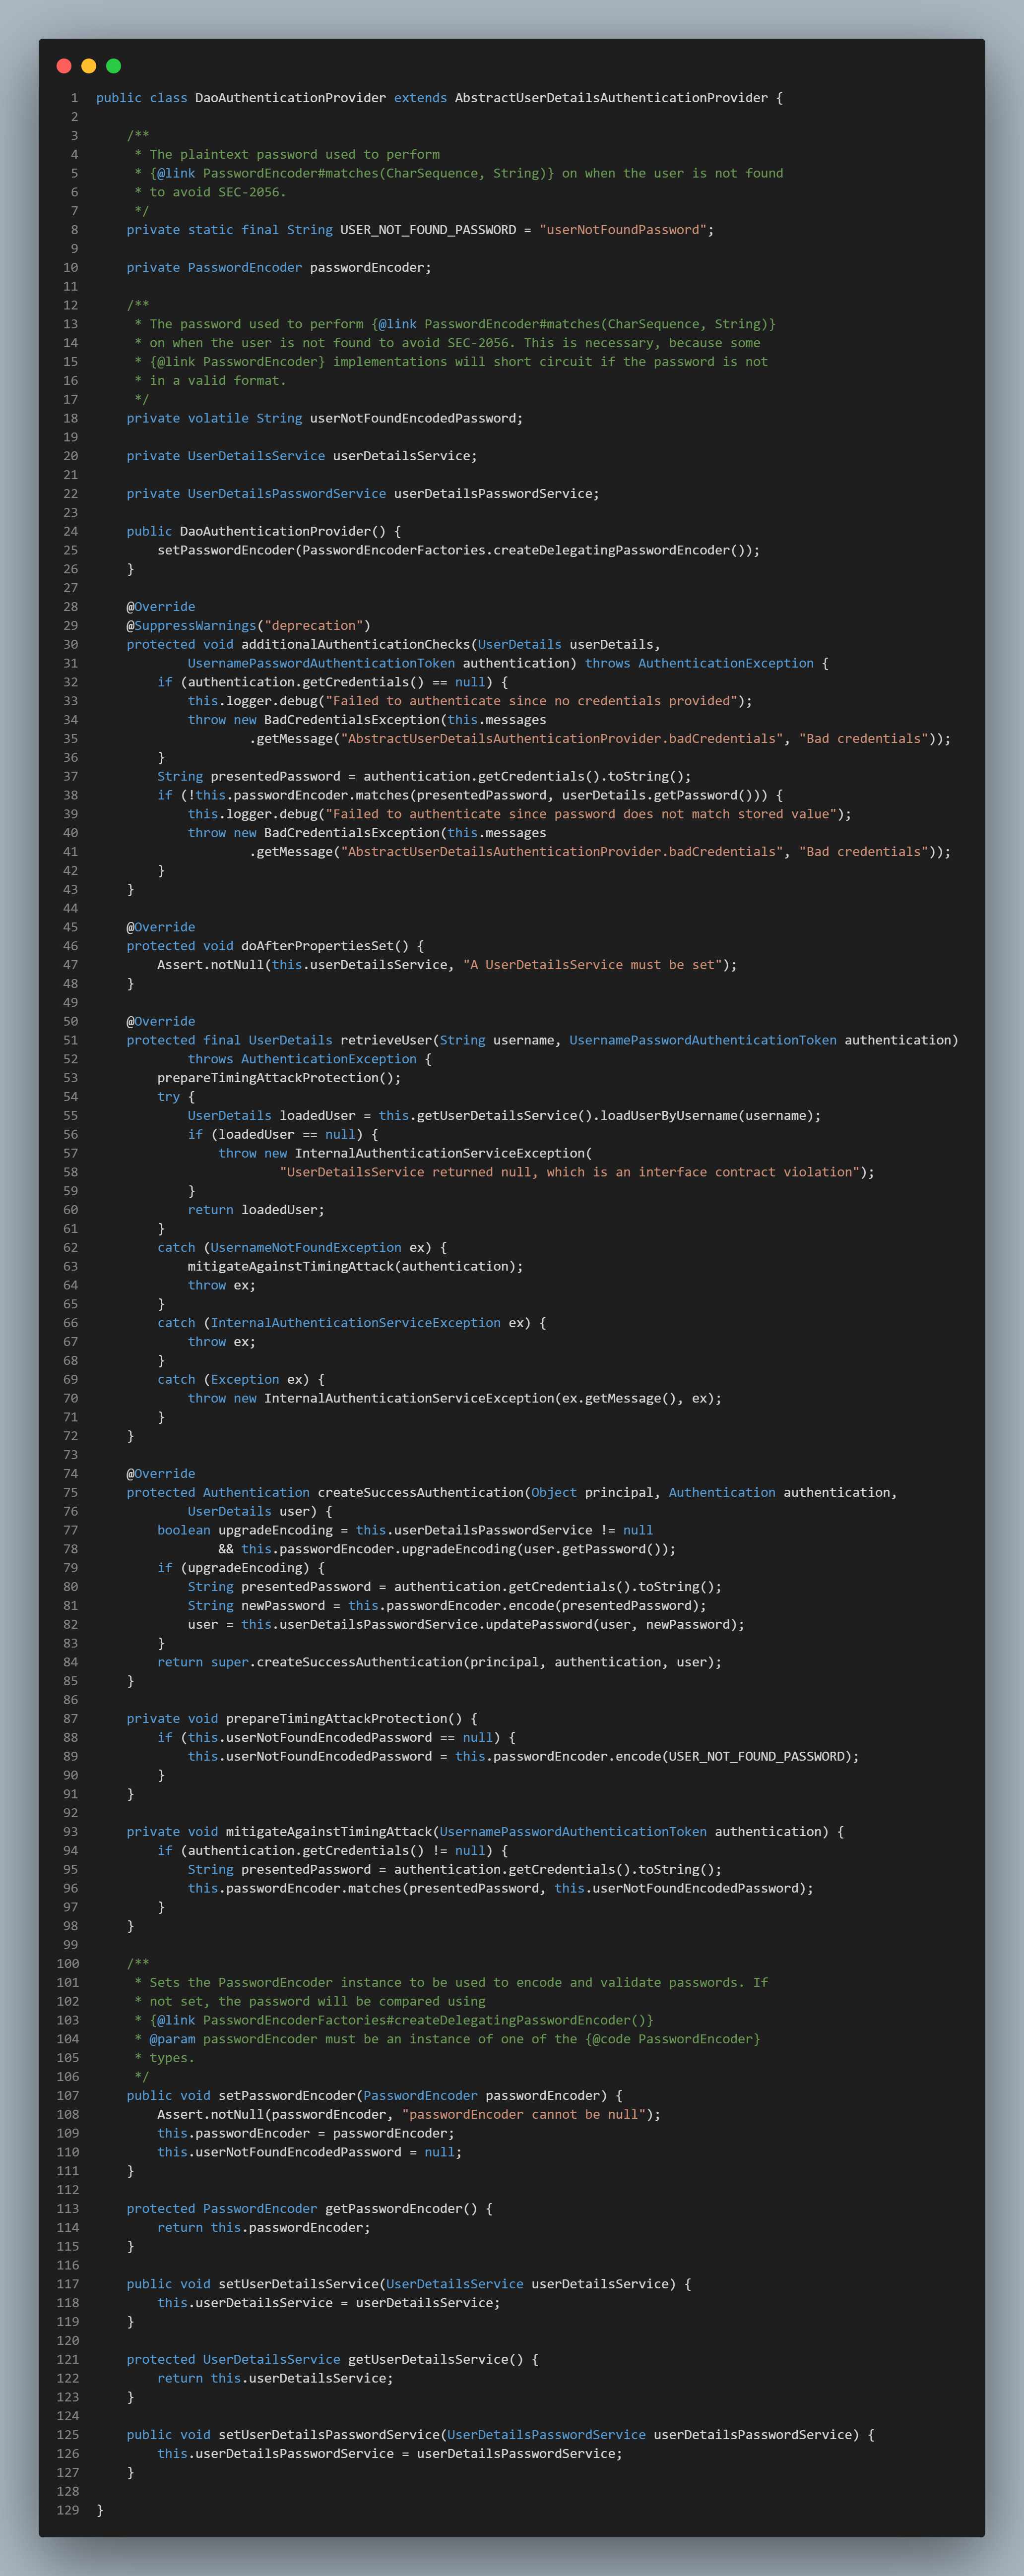 1 public class DaoAuthenticationProvider extends AbstractUserDetailsAuthenticationProvider {
2
3     /**
4      * The plaintext password used to perform
5      * {@link PasswordEncoder#matches(CharSequence, String)} on when the user is not found
6      * to avoid SEC-2056.
7      */
8     private static final String USER_NOT_FOUND_PASSWORD = "userNotFoundPassword";
9
10     private PasswordEncoder passwordEncoder;
11
12     /**
13      * The password used to perform {@link PasswordEncoder#matches(CharSequence, String)}
14      * on when the user is not found to avoid SEC-2056. This is necessary, because some
15      * {@link PasswordEncoder} implementations will short circuit if the password is not
16      * in a valid format.
17      */
18     private volatile String userNotFoundEncodedPassword;
19
20     private UserDetailsService userDetailsService;
21
22     private UserDetailsPasswordService userDetailsPasswordService;
23
24     public DaoAuthenticationProvider() {
25         setPasswordEncoder(PasswordEncoderFactories.createDelegatingPasswordEncoder());
26     }
27
28     @Override
29     @SuppressWarnings("deprecation")
30     protected void additionalAuthenticationChecks(UserDetails userDetails,
31             UsernamePasswordAuthenticationToken authentication) throws AuthenticationException {
32         if (authentication.getCredentials() == null) {
33             this.logger.debug("Failed to authenticate since no credentials provided");
34             throw new BadCredentialsException(this.messages
35                     .getMessage("AbstractUserDetailsAuthenticationProvider.badCredentials", "Bad credentials"));
36         }
37         String presentedPassword = authentication.getCredentials().toString();
38         if (!this.passwordEncoder.matches(presentedPassword, userDetails.getPassword())) {
39             this.logger.debug("Failed to authenticate since password does not match stored value");
40             throw new BadCredentialsException(this.messages
41                     .getMessage("AbstractUserDetailsAuthenticationProvider.badCredentials", "Bad credentials"));
42         }
43     }
44
45     @Override
46     protected void doAfterPropertiesSet() {
47         Assert.notNull(this.userDetailsService, "A UserDetailsService must be set");
48     }
49
50     @Override
51     protected final UserDetails retrieveUser(String username, UsernamePasswordAuthenticationToken authentication)
52             throws AuthenticationException {
53         prepareTimingAttackProtection();
54         try {
55             UserDetails loadedUser = this.getUserDetailsService().loadUserByUsername(username);
56             if (loadedUser == null) {
57                 throw new InternalAuthenticationServiceException(
58                         "UserDetailsService returned null, which is an interface contract violation");
59             }
60             return loadedUser;
61         }
62         catch (UsernameNotFoundException ex) {
63             mitigateAgainstTimingAttack(authentication);
64             throw ex;
65         }
66         catch (InternalAuthenticationServiceException ex) {
67             throw ex;
68         }
69         catch (Exception ex) {
70             throw new InternalAuthenticationServiceException(ex.getMessage(), ex);
71         }
72     }
73
74     @Override
75     protected Authentication createSuccessAuthentication(Object principal, Authentication authentication,
76             UserDetails user) {
77         boolean upgradeEncoding = this.userDetailsPasswordService != null
78                 && this.passwordEncoder.upgradeEncoding(user.getPassword());
79         if (upgradeEncoding) {
80             String presentedPassword = authentication.getCredentials().toString();
81             String newPassword = this.passwordEncoder.encode(presentedPassword);
82             user = this.userDetailsPasswordService.updatePassword(user, newPassword);
83         }
84         return super.createSuccessAuthentication(principal, authentication, user);
85     }
86
87     private void prepareTimingAttackProtection() {
88         if (this.userNotFoundEncodedPassword == null) {
89             this.userNotFoundEncodedPassword = this.passwordEncoder.encode(USER_NOT_FOUND_PASSWORD);
90         }
91     }
92
93     private void mitigateAgainstTimingAttack(UsernamePasswordAuthenticationToken authentication) {
94         if (authentication.getCredentials() != null) {
95             String presentedPassword = authentication.getCredentials().toString();
96             this.passwordEncoder.matches(presentedPassword, this.userNotFoundEncodedPassword);
97         }
98     }
99
100     /**
101      * Sets the PasswordEncoder instance to be used to encode and validate passwords. If
102      * not set, the password will be compared using
103      * {@link PasswordEncoderFactories#createDelegatingPasswordEncoder()}
104      * @param passwordEncoder must be an instance of one of the {@code PasswordEncoder}
105      * types.
106      */
107     public void setPasswordEncoder(PasswordEncoder passwordEncoder) {
108         Assert.notNull(passwordEncoder, "passwordEncoder cannot be null");
109         this.passwordEncoder = passwordEncoder;
110         this.userNotFoundEncodedPassword = null;
111     }
112
113     protected PasswordEncoder getPasswordEncoder() {
114         return this.passwordEncoder;
115     }
116
117     public void setUserDetailsService(UserDetailsService userDetailsService) {
118         this.userDetailsService = userDetailsService;
119     }
120
121     protected UserDetailsService getUserDetailsService() {
122         return this.userDetailsService;
123     }
124
125     public void setUserDetailsPasswordService(UserDetailsPasswordService userDetailsPasswordService) {
126         this.userDetailsPasswordService = userDetailsPasswordService;
127     }
128
129 }